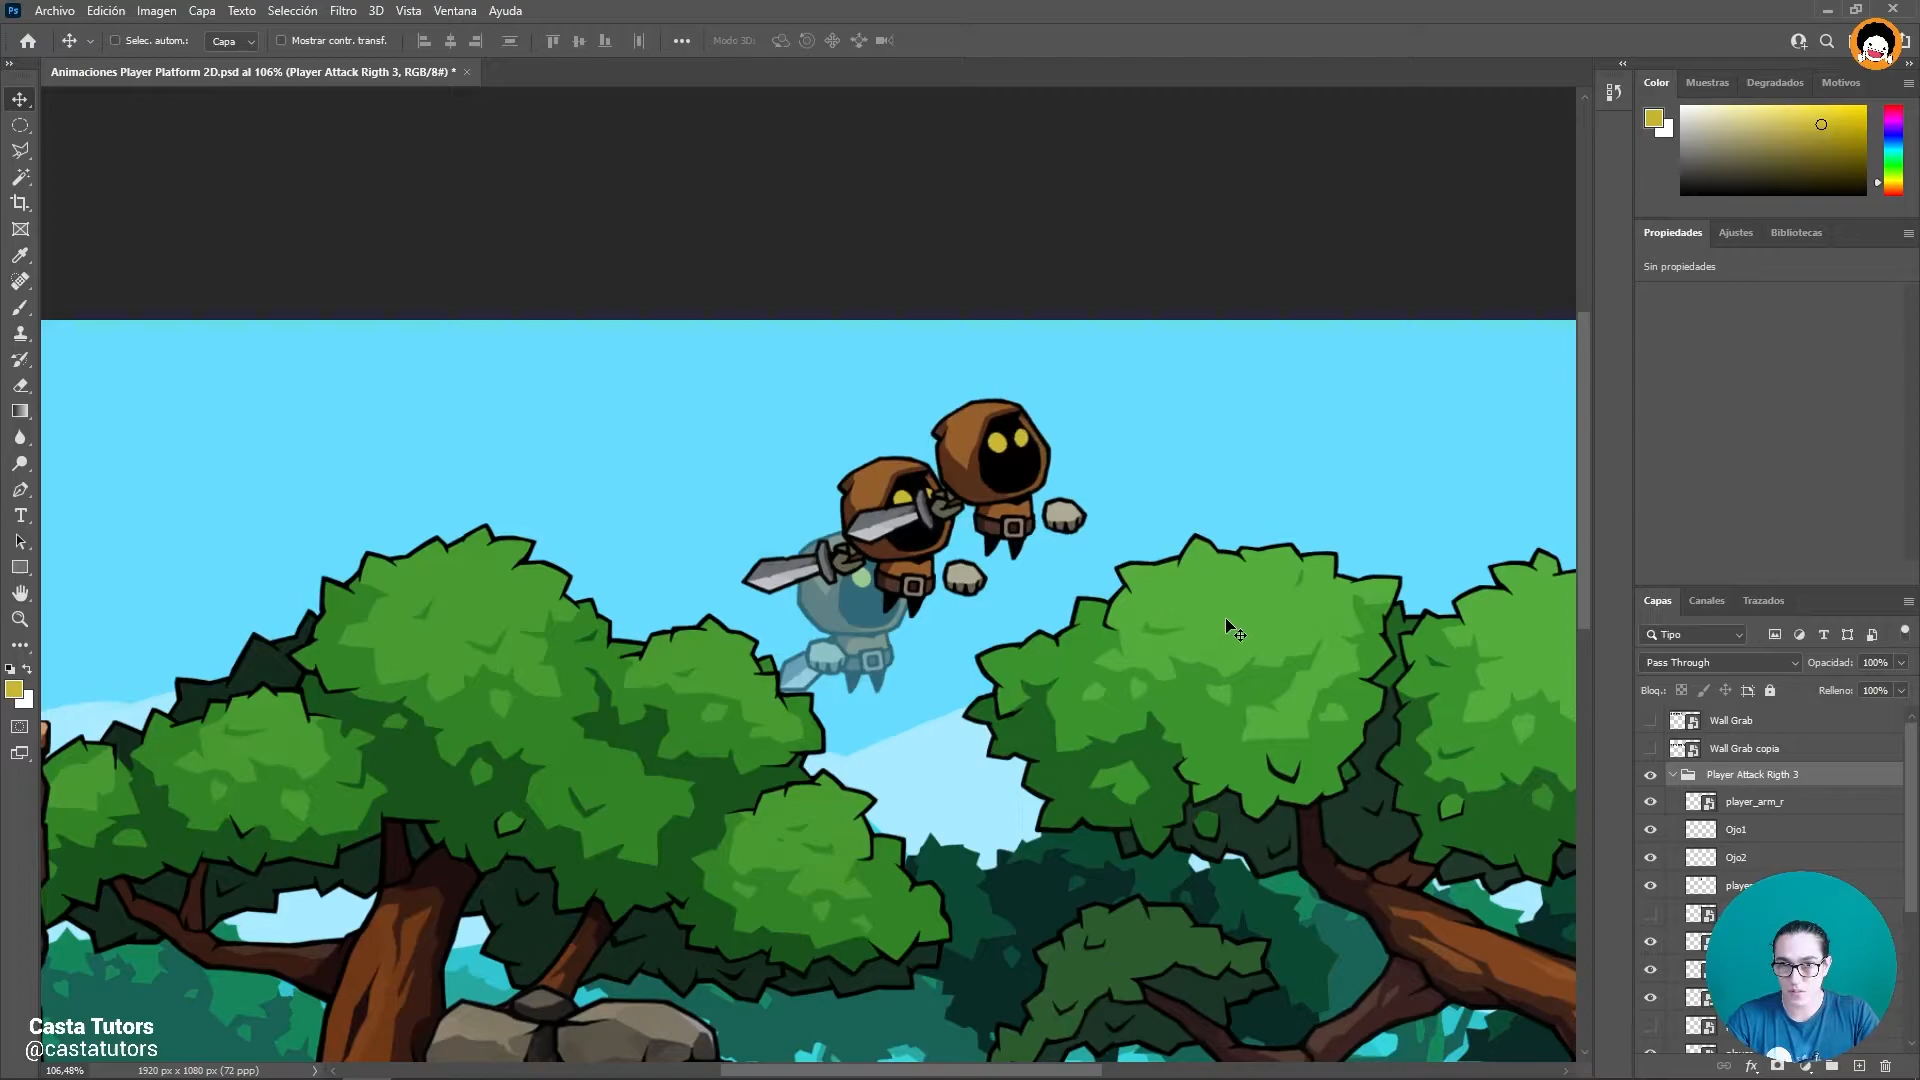 Ps Archivo Edición Imagen Capa Texto Selección Filtro 3D Vista Ventana Ayuda
Selec. autom.: Capa Mostrar contr. transf. Modo 3D:
Animaciones Player Platform 2D.psd al 106% (Player Attack Rigth 3, RGB/8#) *
Color Muestras Degradados Motivos
Propiedades Ajustes Bibliotecas
Sin propiedades
Capas Canales Trazados
Tipo
Pass Through Opacidad: 100%
Bloq.: Relleno: 100%
Wall Grab
Wall Grab copia
Player Attack Rigth 3
player_arm_r
Ojo1
Ojo2
Casta Tutors
@castatutors
106,48% 1920 px x 1080 px (72 ppp)